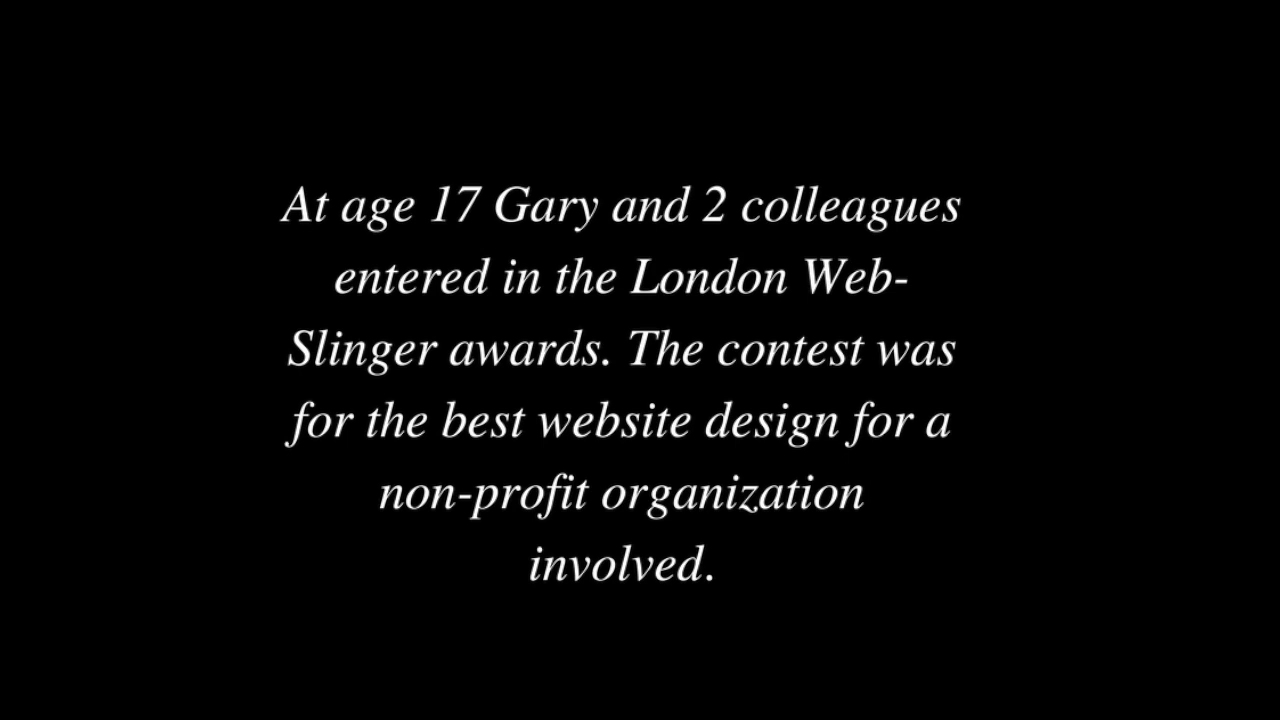 At age 17 Gary and 2 colleagues
entered in the London Web-
Slinger awards. The contest was
for the best website design for a
non-profit organization
involved.